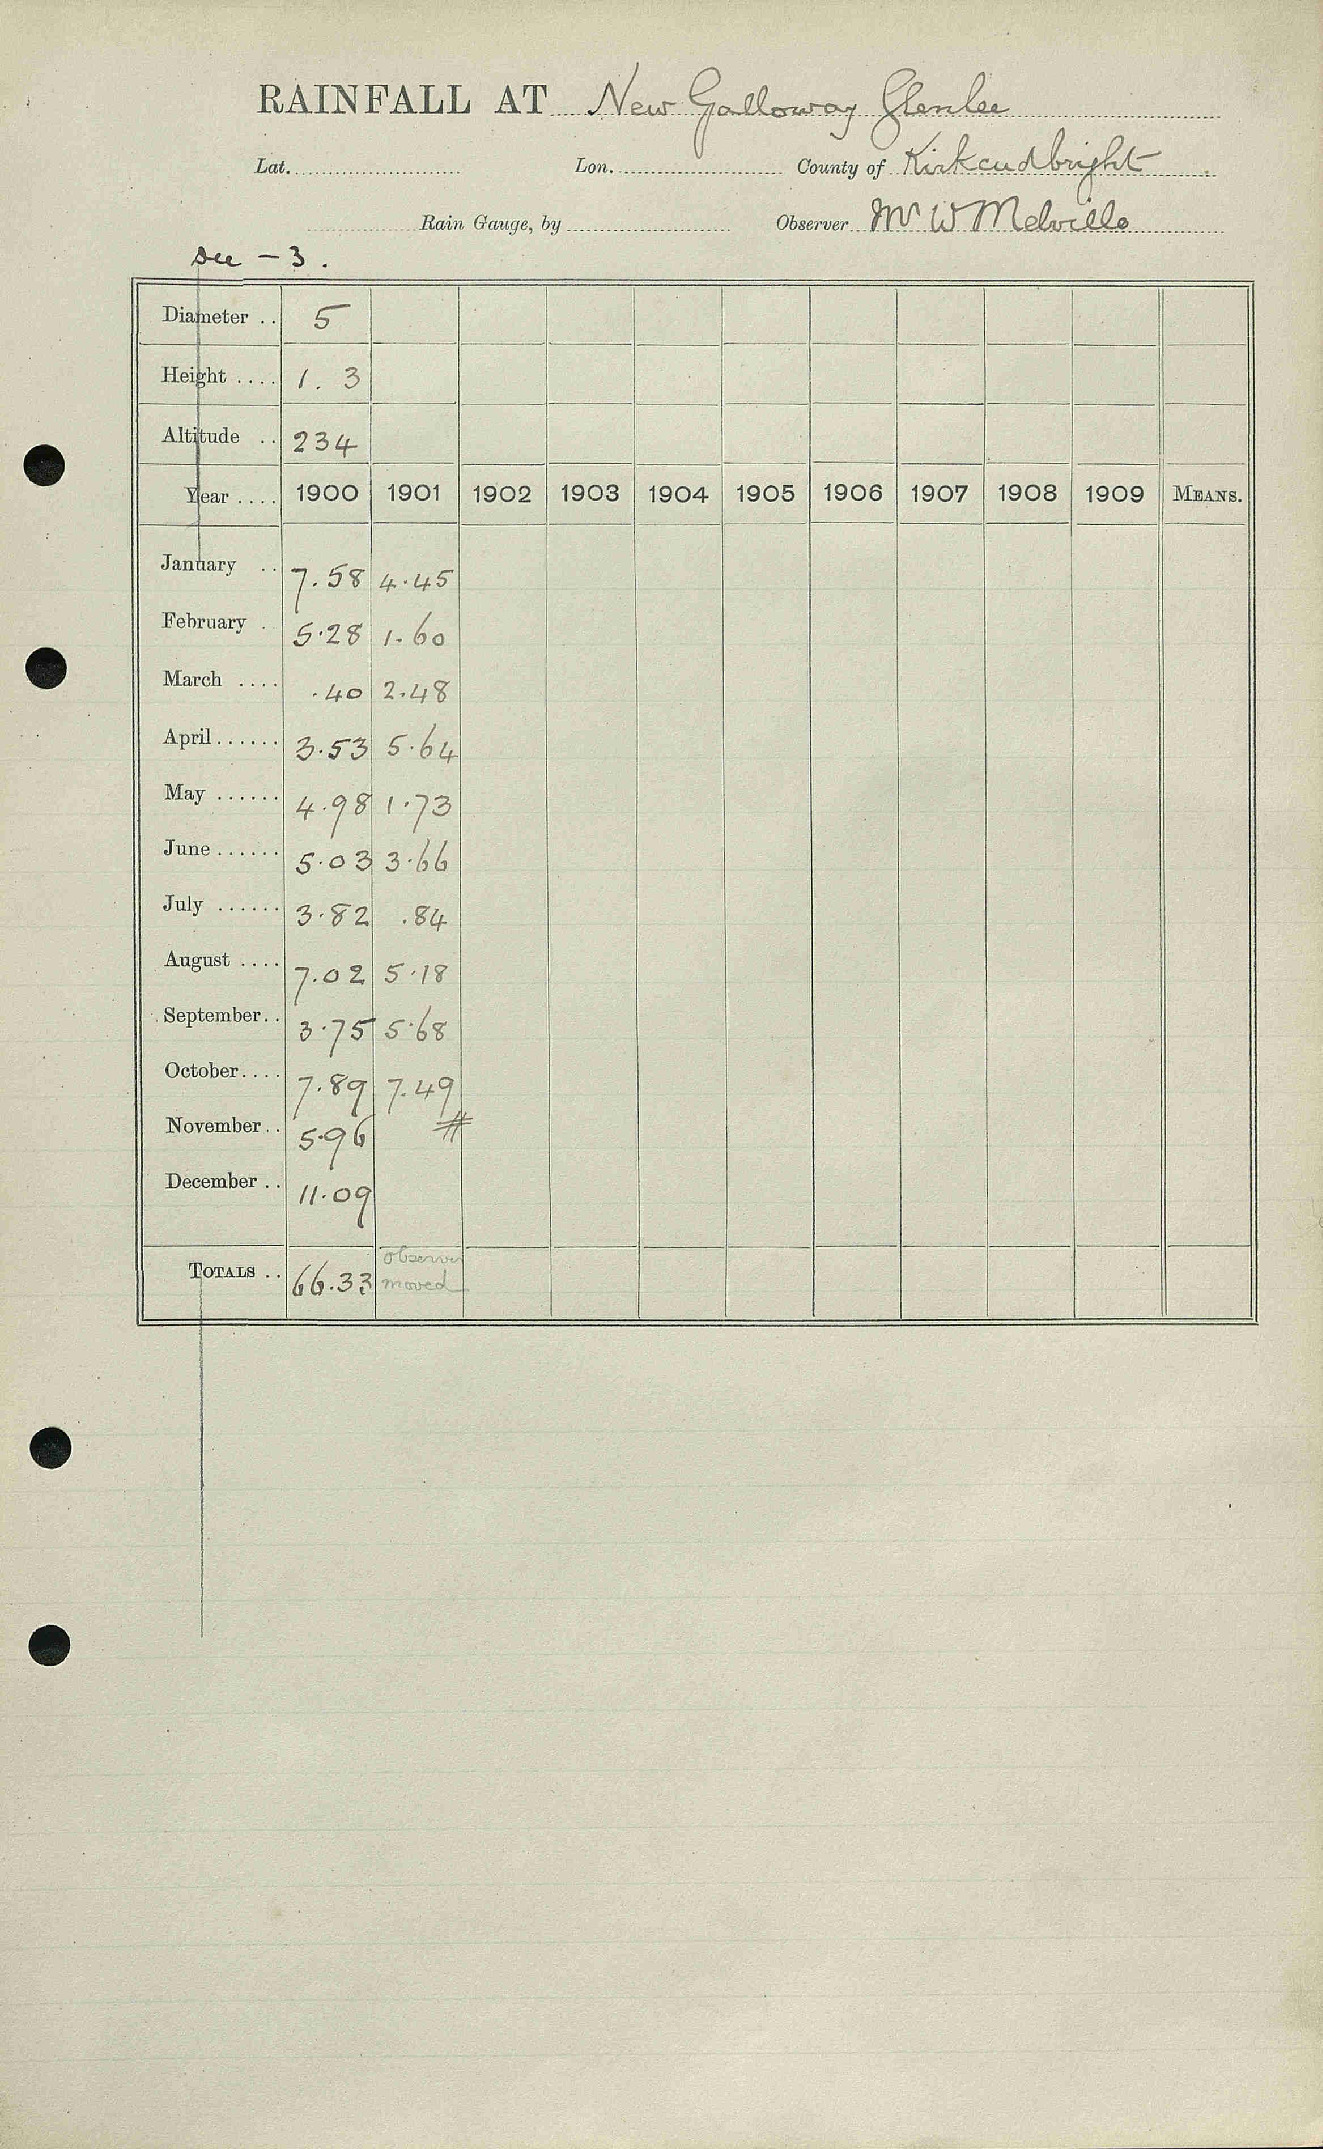 RAINFALL AT New Galloway Glenlee
Lat. Lon. County of Kirkcudbright
Rain Gauge, by Observer Mr W Melville
See - 3.
Diameter .. 5
Height .... 1. 3
Altitude .. 234
Year .... 1900 1901 1902 1903 1904 1905 1906 1907 1908 1909 MEANS.
January .. 7.58 4.45
February . 5.28 1.60
March .... .40 2.48
April ...... 3.53 5.64
May ...... 4.98 1.73
June ...... 5.03 3.66
July ...... 3.82 .84
August .... 7.02 5.18
September.. 3.75 5.68
October.... 7.89 7.49
November.. 5.96 #
December .. 11.09
TOTALS .. 66.33 observer moved